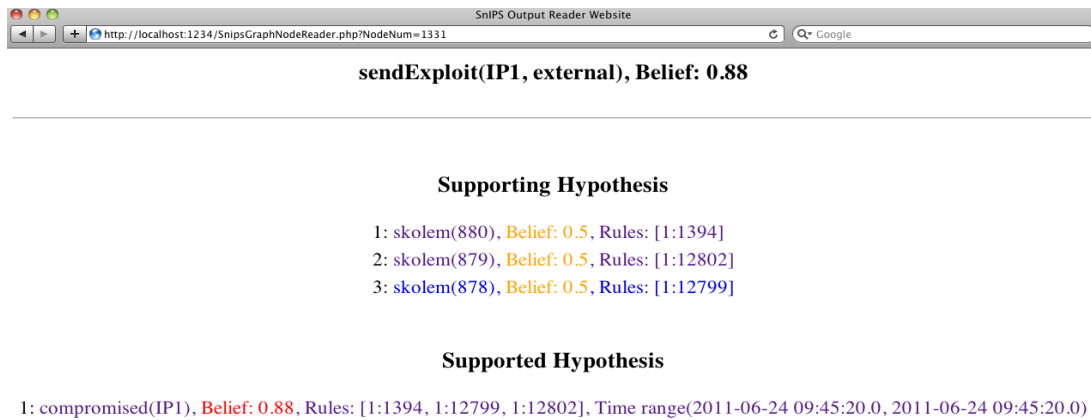 SnIPS Output Reader Website
http://localhost:1234/SnipsGraphNodeReader.php?NodeNum=1331
Google
sendExploit(IP1, external), Belief: 0.88
Supporting Hypothesis
1: skolem(880), Belief: 0.5, Rules: [1:1394]
2: skolem(879), Belief: 0.5, Rules: [1:12802]
3: skolem(878), Belief: 0.5, Rules: [1:12799]
Supported Hypothesis
1: compromised(IP1), Belief: 0.88, Rules: [1:1394, 1:12799, 1:12802], Time range(2011-06-24 09:45:20.0, 2011-06-24 09:45:20.0)